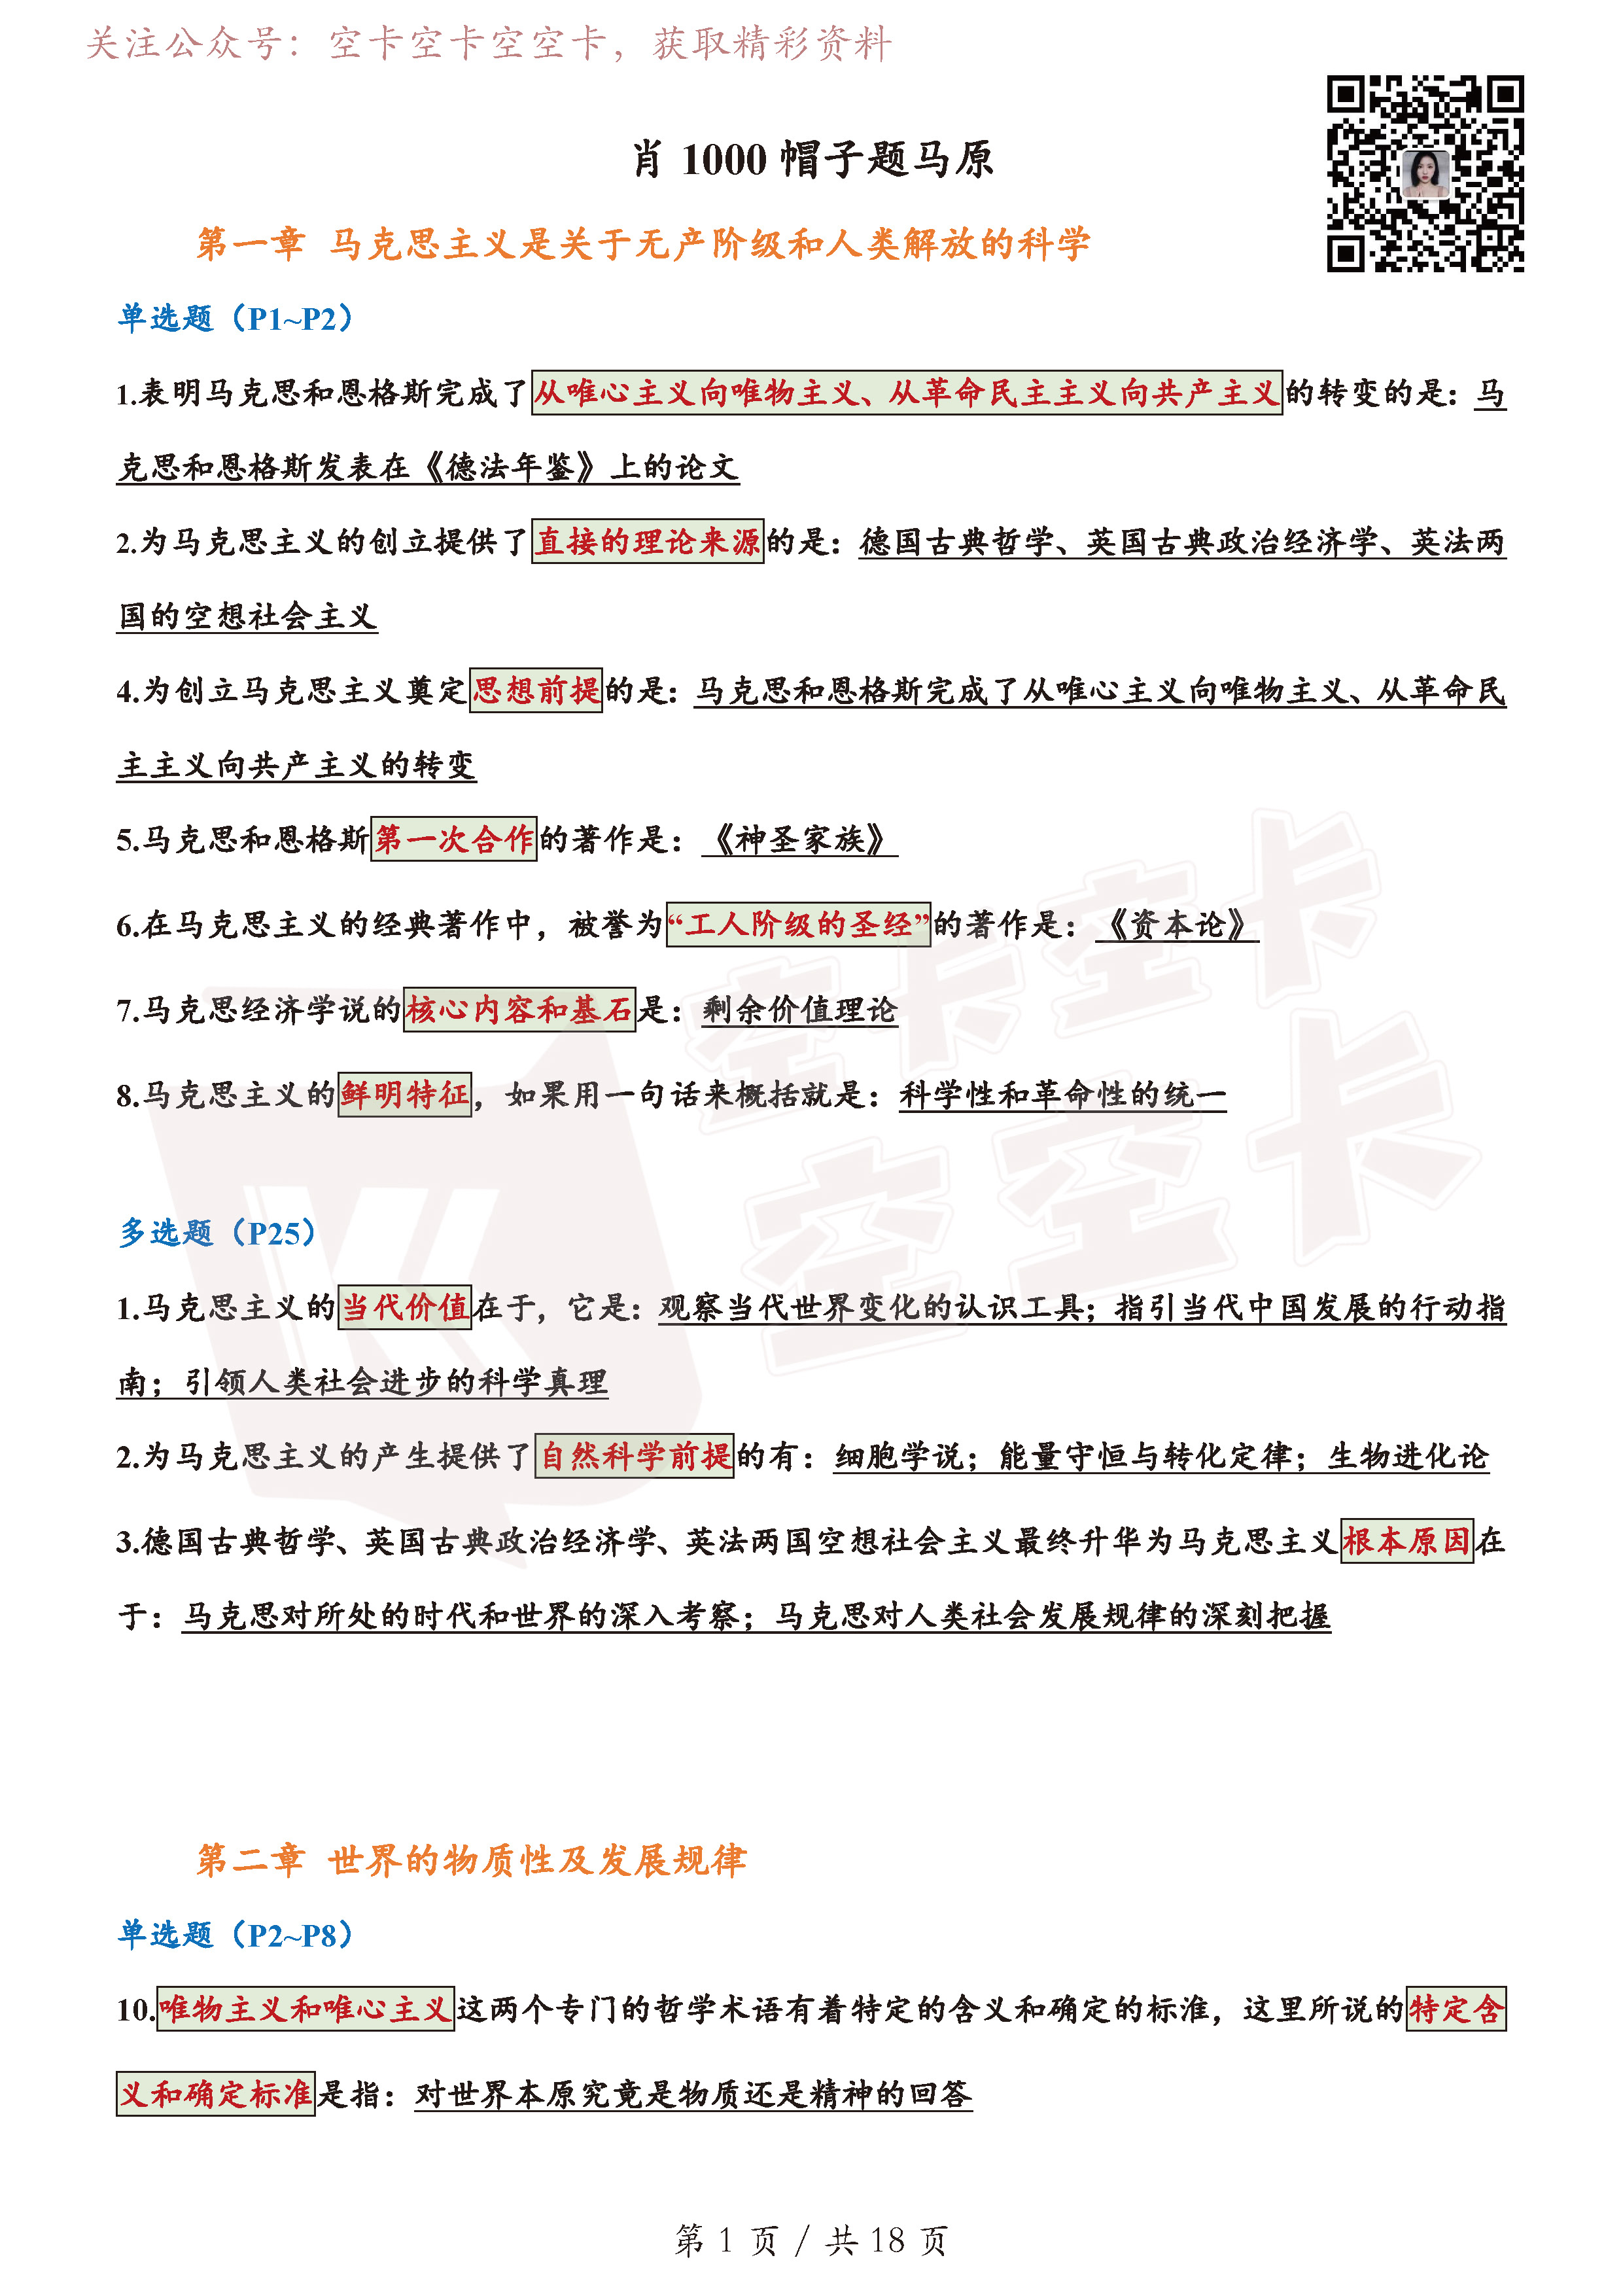 关注公众号：空卡空卡空空卡，获取精彩资料
肖 1000 帽子题马原
第一章 马克思主义是关于无产阶级和人类解放的科学
单选题（P1~P2）
1.表明马克思和恩格斯完成了从唯心主义向唯物主义、从革命民主主义向共产主义的转变的是：马
克思和恩格斯发表在《德法年鉴》上的论文
2.为马克思主义的创立提供了直接的理论来源的是：德国古典哲学、英国古典政治经济学、英法两
国的空想社会主义
4.为创立马克思主义奠定思想前提的是：马克思和恩格斯完成了从唯心主义向唯物主义、从革命民
主主义向共产主义的转变
5.马克思和恩格斯第一次合作的著作是：《神圣家族》
6.在马克思主义的经典著作中，被誉为“工人阶级的圣经”的著作是：《资本论》
7.马克思经济学说的核心内容和基石是：剩余价值理论
8.马克思主义的鲜明特征，如果用一句话来概括就是：科学性和革命性的统一
空卡空卡
空空卡
多选题（P25）
1.马克思主义的当代价值在于，它是：观察当代世界变化的认识工具；指引当代中国发展的行动指
南；引领人类社会进步的科学真理
2.为马克思主义的产生提供了自然科学前提的有：细胞学说；能量守恒与转化定律；生物进化论
3.德国古典哲学、英国古典政治经济学、英法两国空想社会主义最终升华为马克思主义根本原因在
于：马克思对所处的时代和世界的深入考察；马克思对人类社会发展规律的深刻把握
第二章 世界的物质性及发展规律
单选题（P2~P8）
10.唯物主义和唯心主义这两个专门的哲学术语有着特定的含义和确定的标准，这里所说的特定含
义和确定标准是指：对世界本原究竟是物质还是精神的回答
第 1 页 / 共 18 页